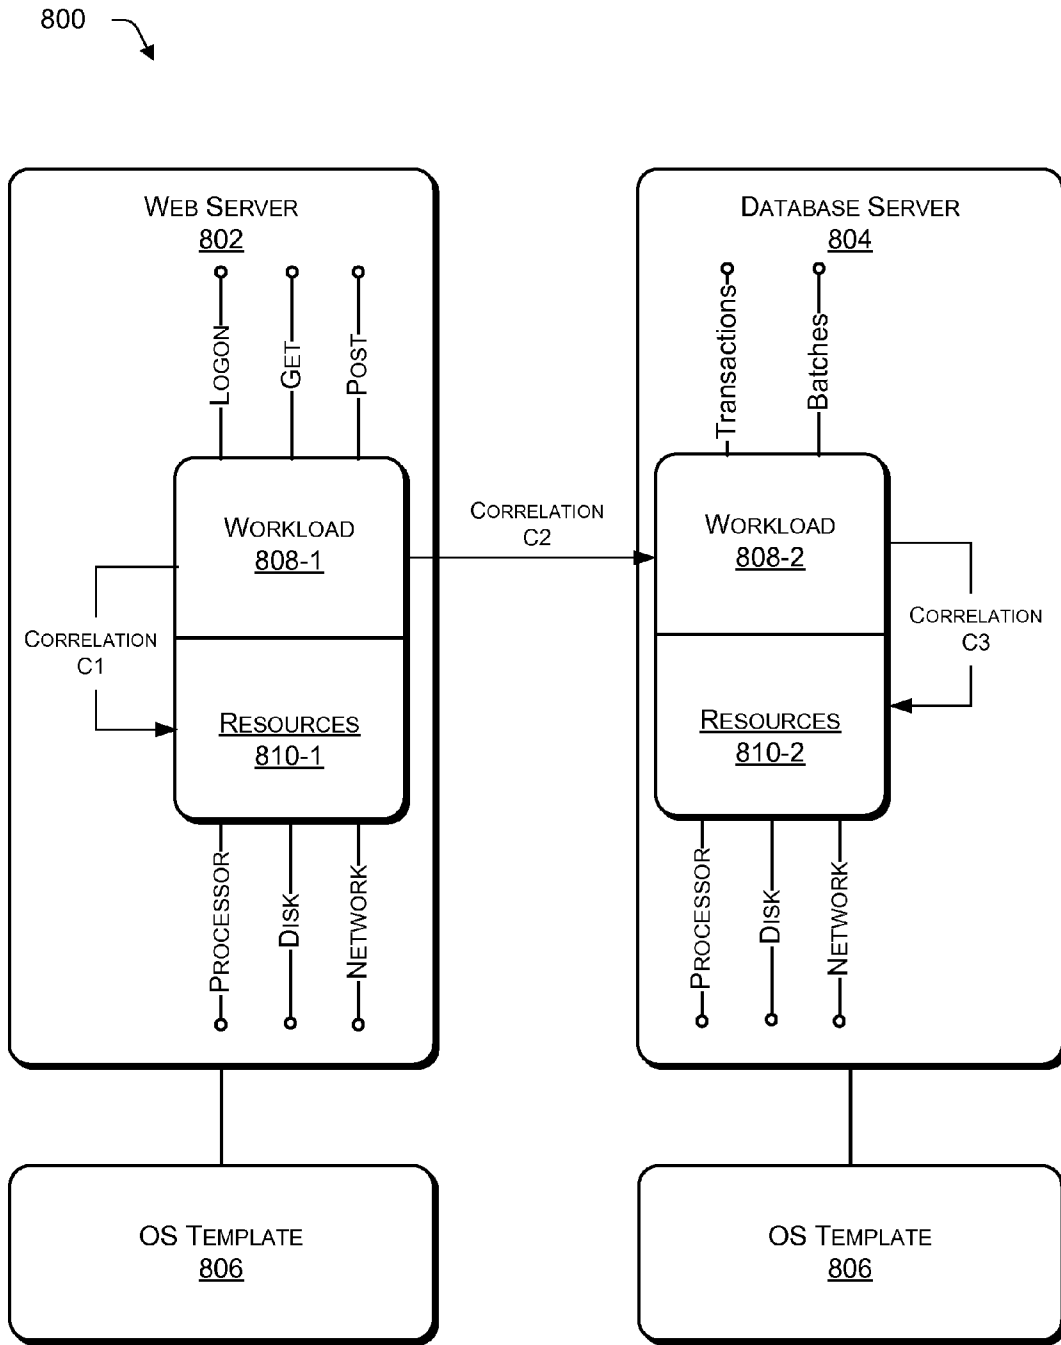 800
WEB SERVER
802
LOGON
GET
POST
WORKLOAD
808-1
CORRELATION
C1
RESOURCES
810-1
PROCESSOR
DISK
NETWORK
OS TEMPLATE
806
CORRELATION
C2
DATABASE SERVER
804
Transactions
Batches
WORKLOAD
808-2
CORRELATION
C3
RESOURCES
810-2
PROCESSOR
DISK
NETWORK
OS TEMPLATE
806